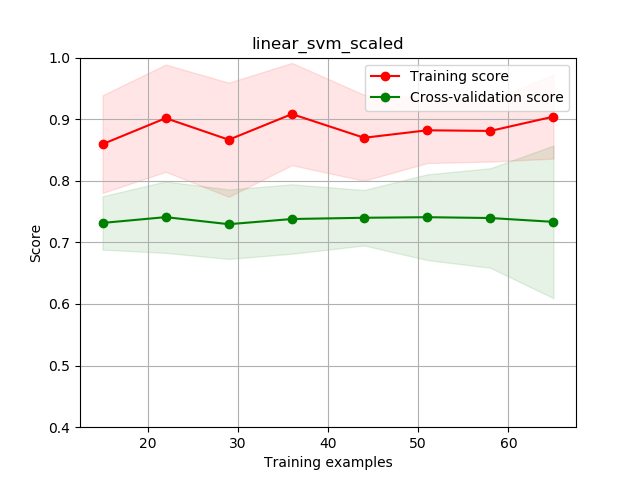 linear_svm_scaled
Training score
Cross-validation score
1.0
0.9
0.8
0.7
0.6
0.5
0.4
Score
20 30 40 50 60
Training examples